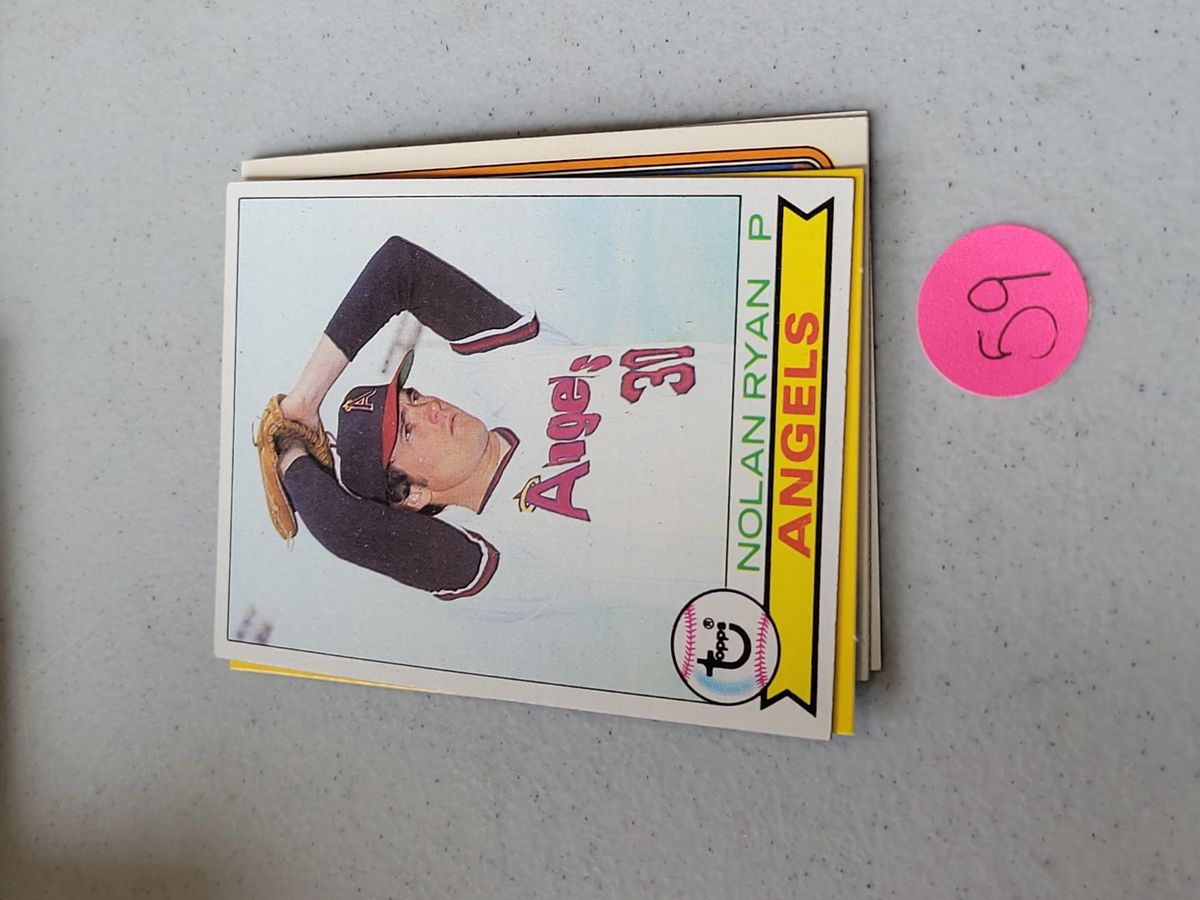 A
Angels
30
NOLAN RYAN P
ANGELS
topps®
59